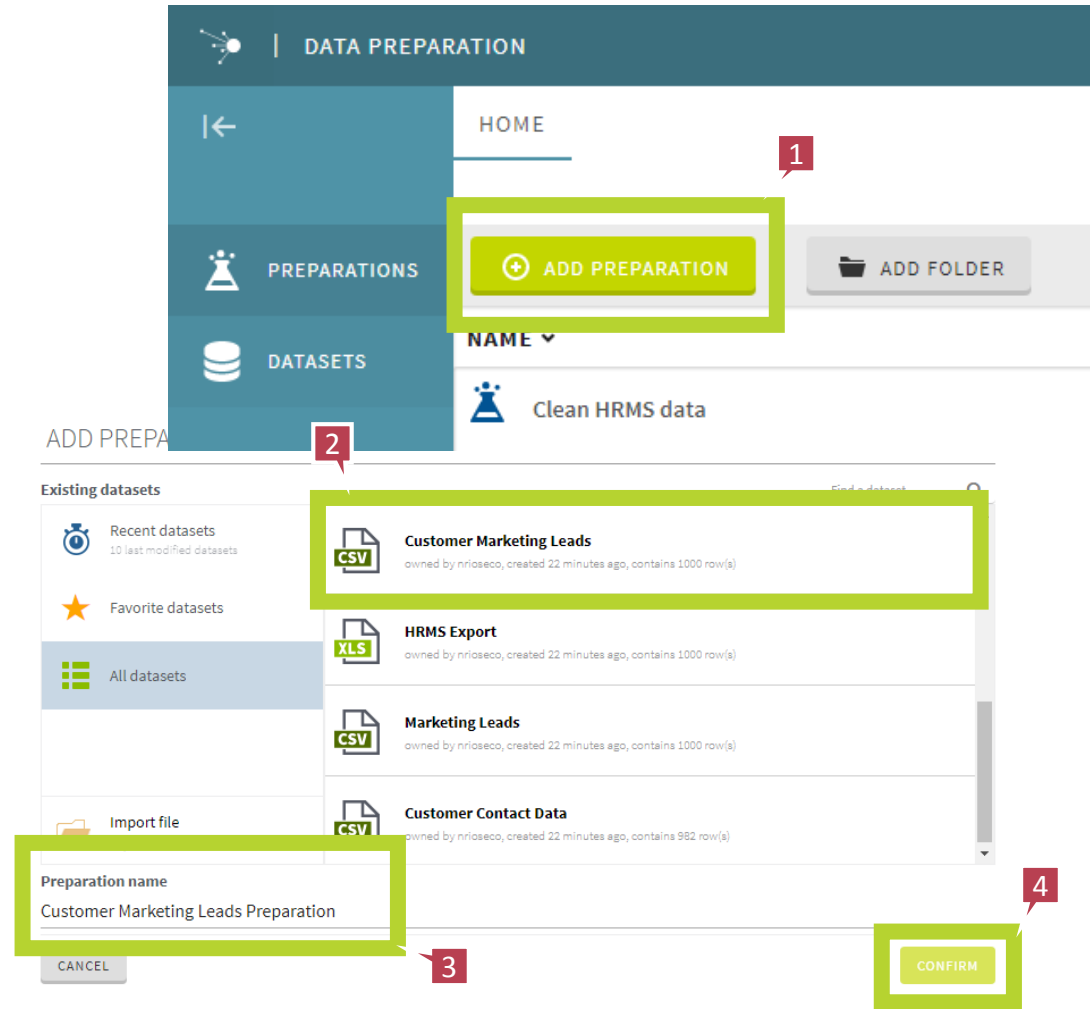 | DATA PREPARATION
HOME
1
PREPARATIONS
ADD PREPARATION
ADD FOLDER
NAME
DATASETS
Clean HRMS data
ADD PREPA
2
Existing datasets
Find a dataset
Recent datasets
10 last modified datasets
CSV
Customer Marketing Leads
owned by nrioseco, created 22 minutes ago, contains 1000 row(s)
Favorite datasets
XLS
HRMS Export
owned by nrioseco, created 22 minutes ago, contains 1000 row(s)
All datasets
CSV
Marketing Leads
owned by nrioseco, created 22 minutes ago, contains 1000 row(s)
Import file
CSV
Customer Contact Data
owned by nrioseco, created 22 minutes ago, contains 982 row(s)
Preparation name
Customer Marketing Leads Preparation
4
CANCEL
3
CONFIRM